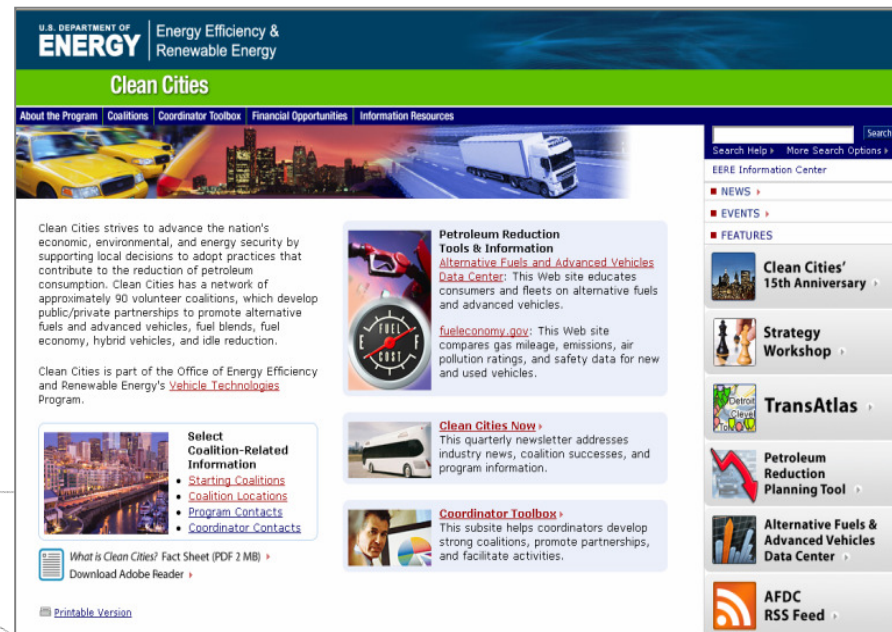 U.S. DEPARTMENT OF
ENERGY
Energy Efficiency &
Renewable Energy
Clean Cities
About the Program
Coalitions
Coordinator Toolbox
Financial Opportunities
Information Resources
Search
Search Help
More Search Options
EERE Information Center
NEWS
EVENTS
FEATURES
Clean Cities strives to advance the nation's
economic, environmental, and energy security by
supporting local decisions to adopt practices that
contribute to the reduction of petroleum
consumption. Clean Cities has a network of
approximately 90 volunteer coalitions, which develop
public/private partnerships to promote alternative
fuels and advanced vehicles, fuel blends, fuel
economy, hybrid vehicles, and idle reduction.
Clean Cities is part of the Office of Energy Efficiency
and Renewable Energy's Vehicle Technologies
Program.
Select
Coalition-Related
Information
Starting Coalitions
Coalition Locations
Program Contacts
Coordinator Contacts
What is Clean Cities? Fact Sheet (PDF 2 MB)
Download Adobe Reader
Printable Version
FUEL
E F
COST
Petroleum Reduction
Tools & Information
Alternative Fuels and Advanced Vehicles
Data Center: This Web site educates
consumers and fleets on alternative fuels
and advanced vehicles.
fueleconomy.gov: This Web site
compares gas mileage, emissions, air
pollution ratings, and safety data for new
and used vehicles.
Clean Cities Now
This quarterly newsletter addresses
industry news, coalition successes, and
program information.
Coordinator Toolbox
This subsite helps coordinators develop
strong coalitions, promote partnerships,
and facilitate activities.
Clean Cities'
15th Anniversary
Strategy
Workshop
Detroit
TransAtlas
Petroleum
Reduction
Planning Tool
Alternative Fuels &
Advanced Vehicles
Data Center
AFDC
RSS Feed